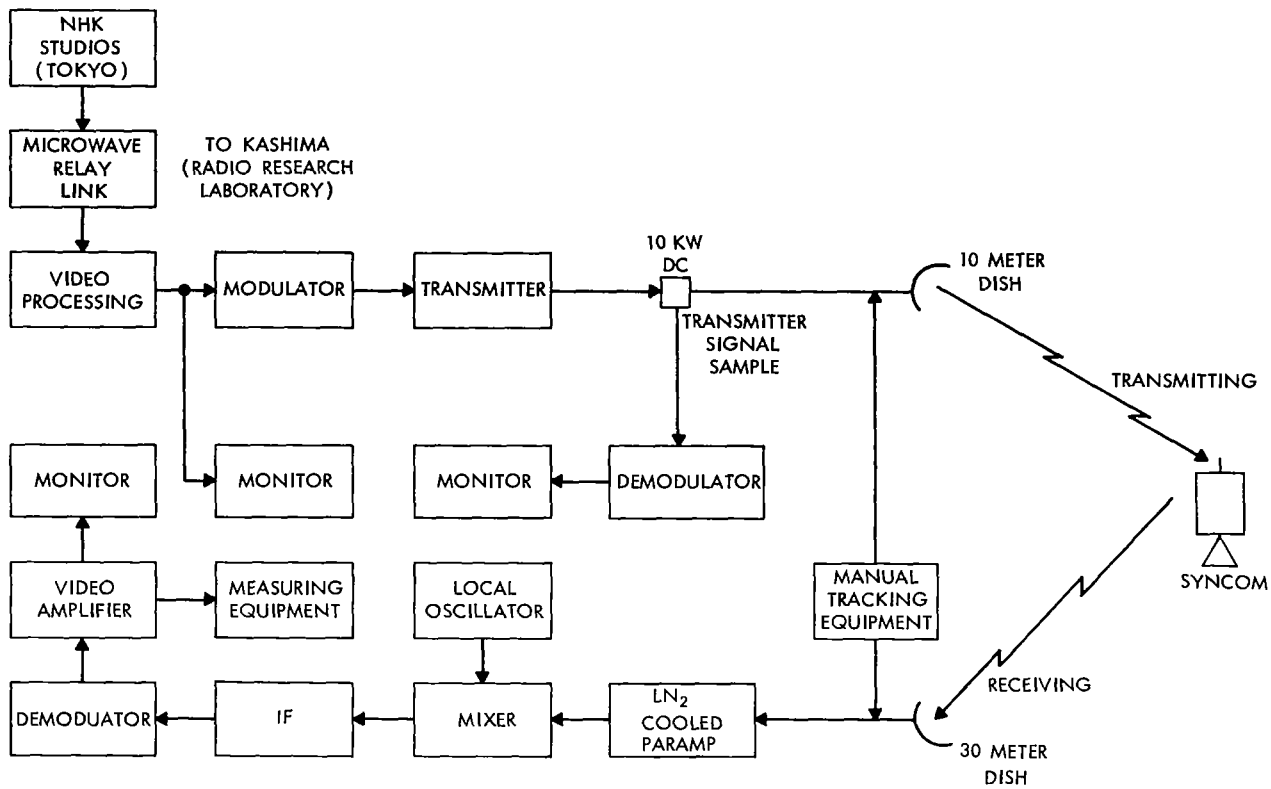 NHK
STUDIOS
(TOKYO)
MICROWAVE
RELAY
LINK
TO KASHIMA
(RADIO RESEARCH
LABORATORY)
VIDEO
PROCESSING
MODULATOR
TRANSMITTER
10 KW
DC
TRANSMITTER
SIGNAL
SAMPLE
10 METER
DISH
TRANSMITTING
MONITOR
MONITOR
MONITOR
DEMODULATOR
SYNCOM
VIDEO
AMPLIFIER
MEASURING
EQUIPMENT
LOCAL
OSCILLATOR
MANUAL
TRACKING
EQUIPMENT
RECEIVING
DEMODUATOR
IF
MIXER
LN2
COOLED
PARAMP
30 METER
DISH